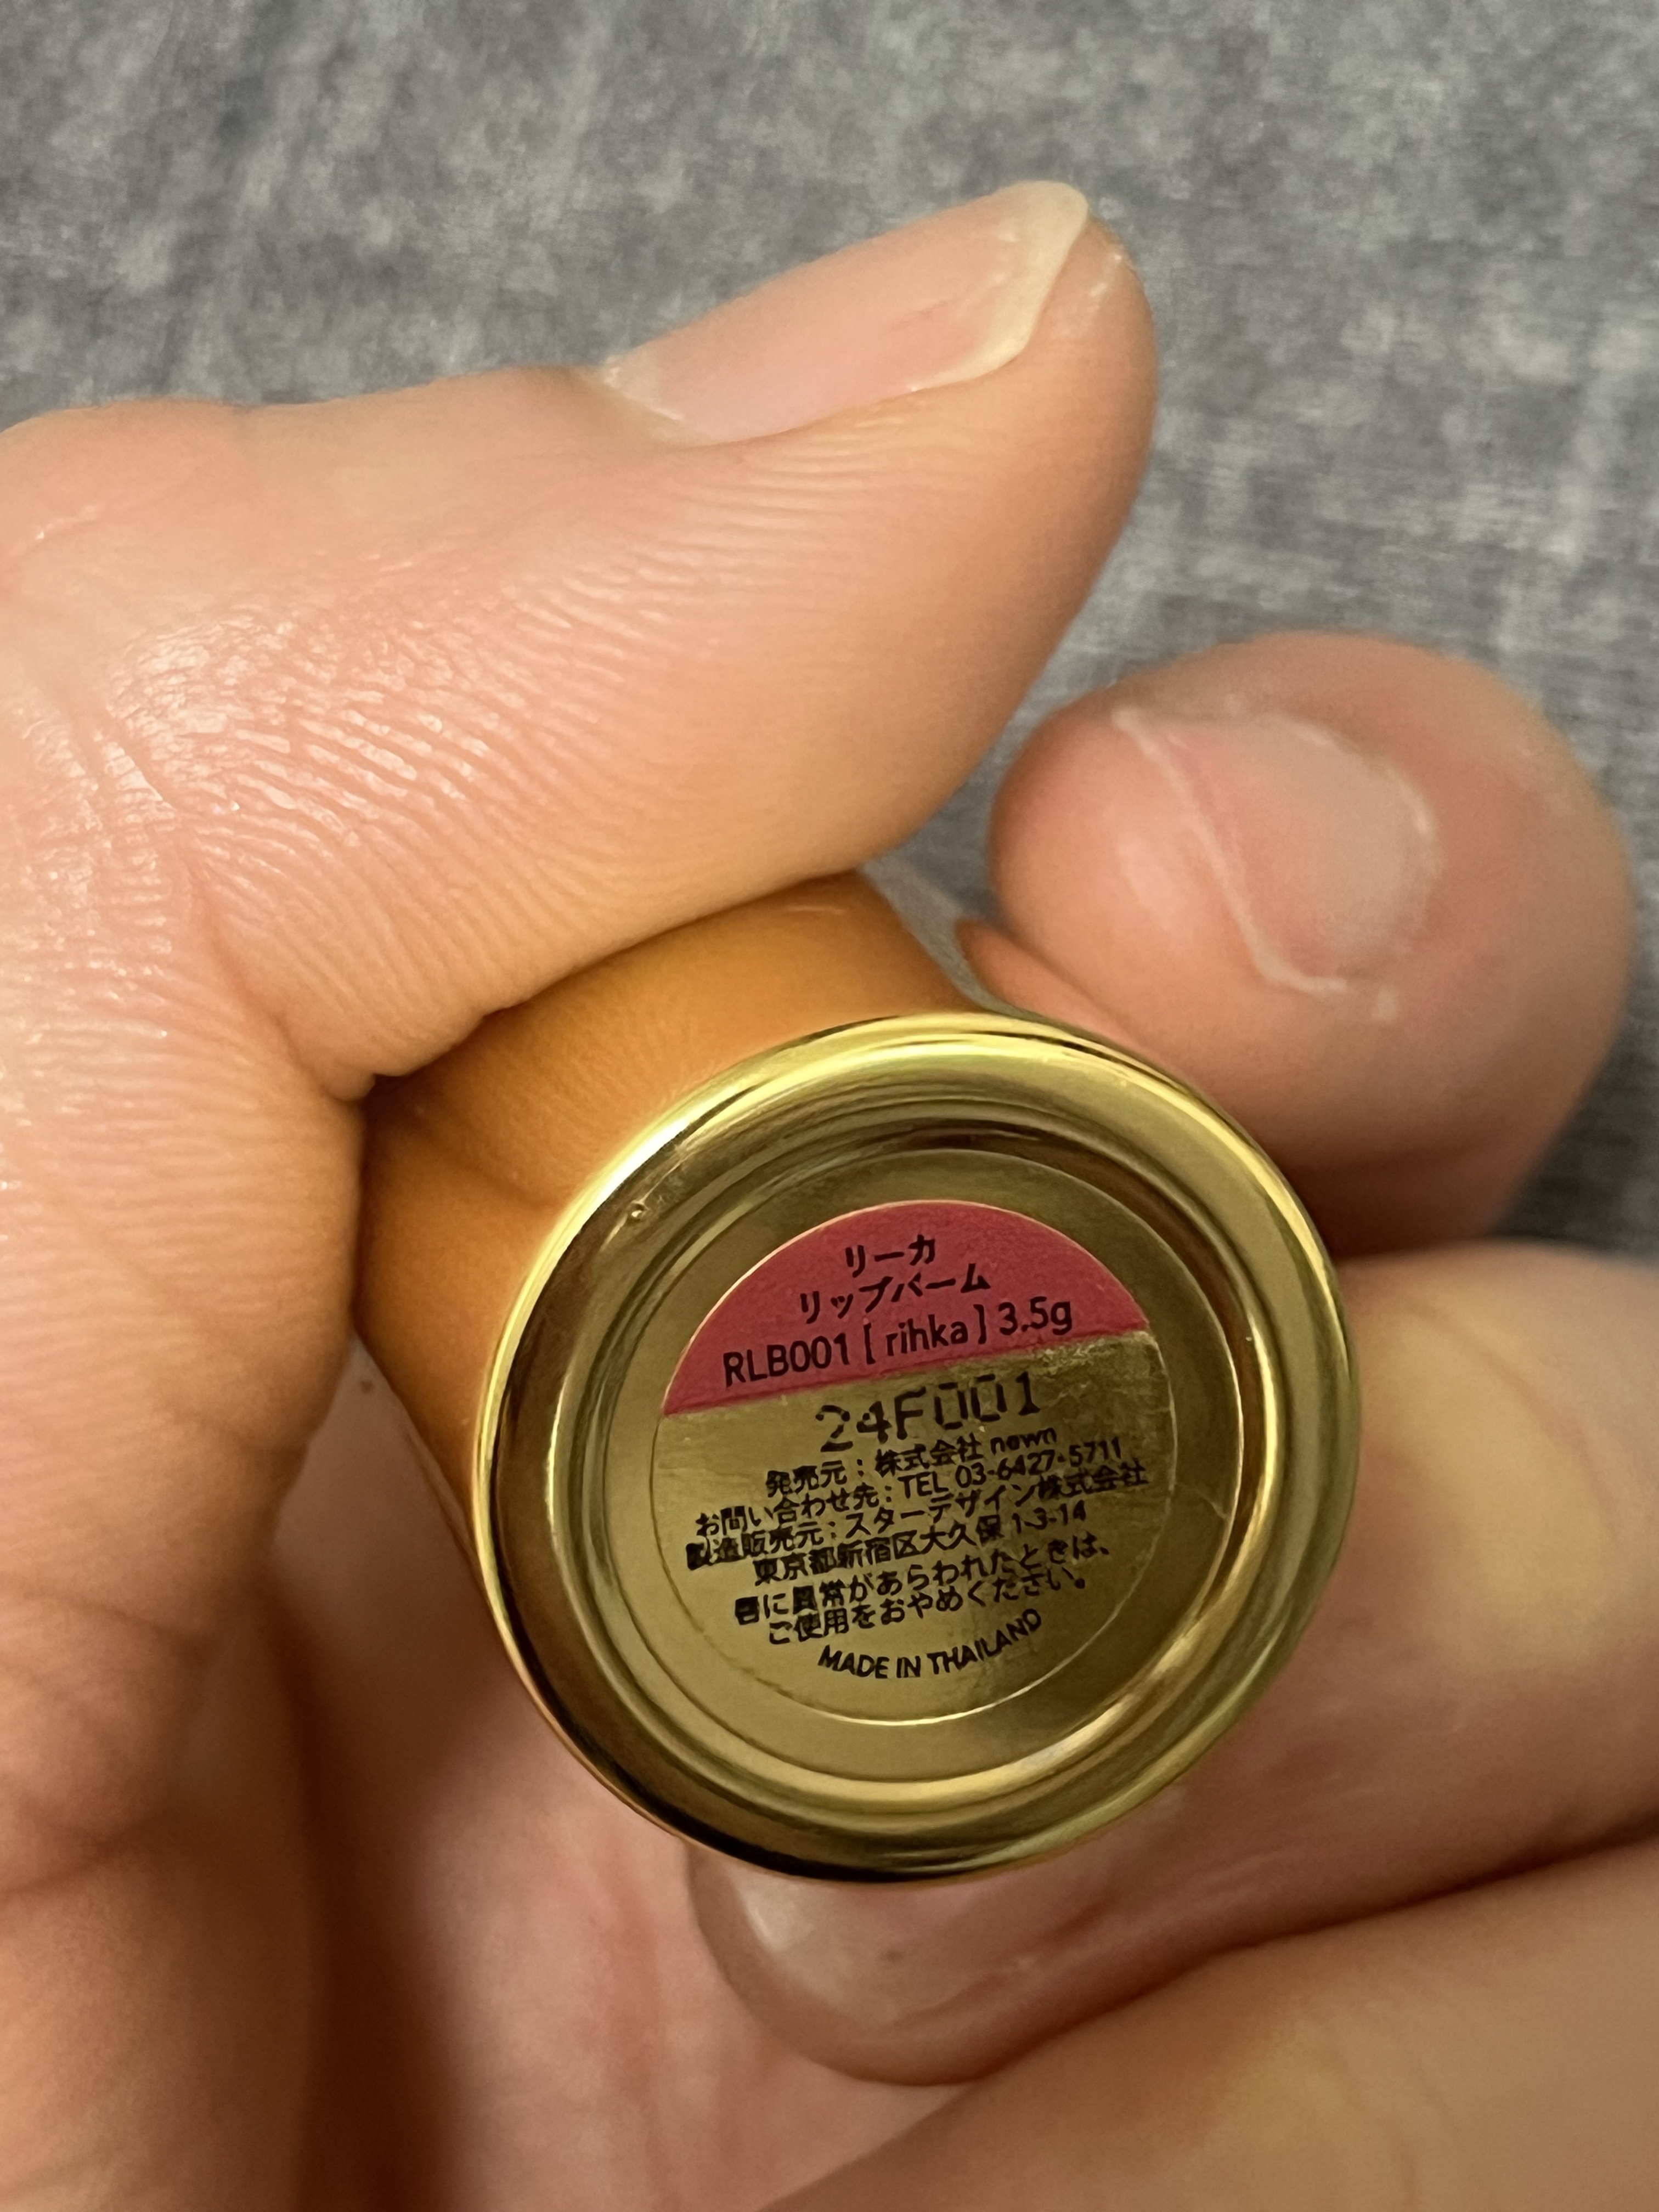 リーカ
リップバーム
RLB001 [ rihka ] 3.5g
24F001
発売元 : 株式会社 newn
お問い合わせ先 : TEL 03-6427-5711
製造販売元 : スターデザイン株式会社
東京都新宿区大久保 1-3-14
唇に異常があらわれたときは、
ご使用をおやめください。
MADE IN THAILAND